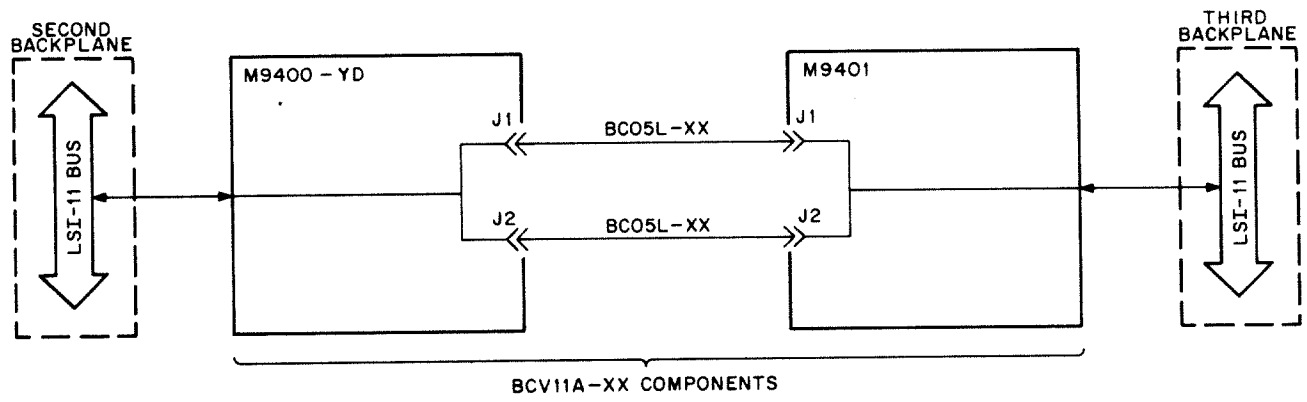 SECOND
BACKPLANE
LSI-11 BUS
M9400-YD
J1
BC05L-XX
J1
J2
BC05L-XX
J2
M9401
THIRD
BACKPLANE
LSI-11 BUS
BCV11A-XX COMPONENTS